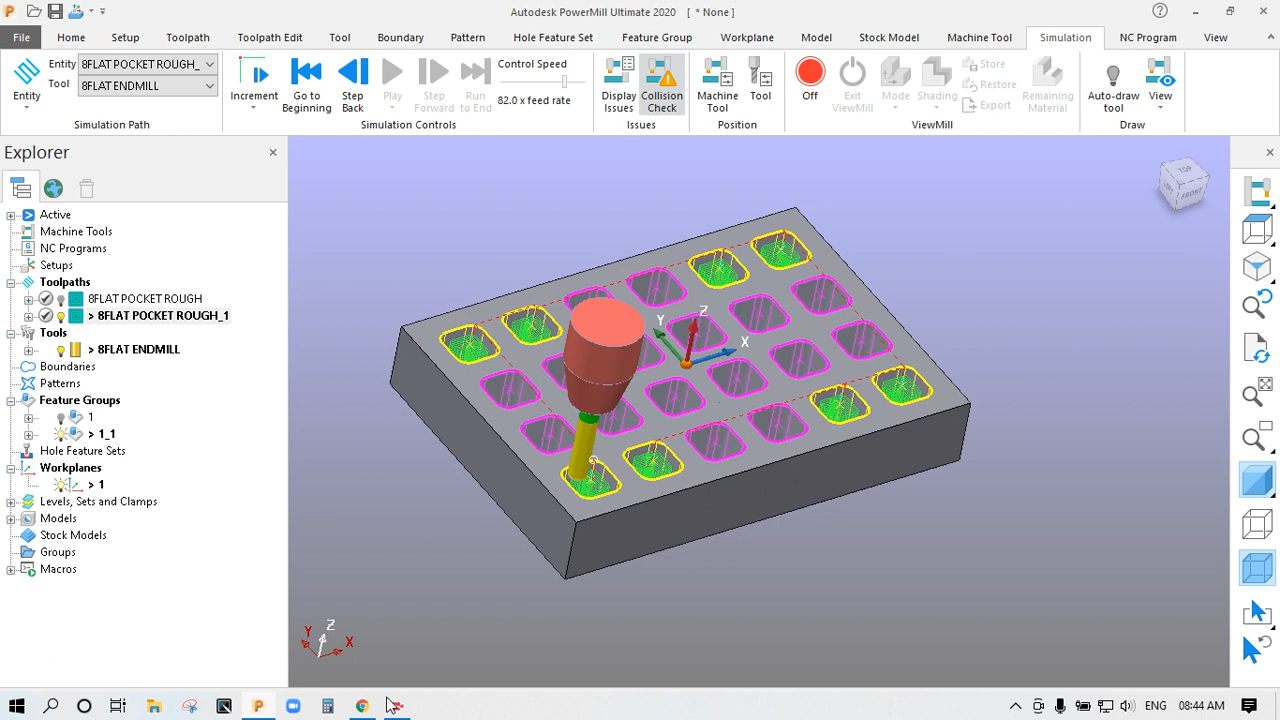 Autodesk PowerMill Ultimate 2020 [ * None ]
File Home Setup Toolpath Toolpath Edit Tool Boundary Pattern Hole Feature Set Feature Group Workplane Model Stock Model Machine Tool Simulation NC Program View
Entity
Entity 8FLAT POCKET ROUGH_
Tool 8FLAT ENDMILL
Simulation Path
Increment
Go to Beginning
Step Back
Play
Step Forward
Run to End
Control Speed
82.0 x feed rate
Simulation Controls
Display Issues
Collision Check
Issues
Machine Tool
Tool
Position
Off
Exit ViewMill
Mode
Shading
Store
Restore
Export
Remaining Material
ViewMill
Auto-draw tool
View
Draw
Explorer
Active
Machine Tools
NC Programs
Setups
Toolpaths
8FLAT POCKET ROUGH
> 8FLAT POCKET ROUGH_1
Tools
> 8FLAT ENDMILL
Boundaries
Patterns
Feature Groups
1
> 1_1
Hole Feature Sets
Workplanes
> 1
Levels, Sets and Clamps
Models
Stock Models
Groups
Macros
TOP
FRONT
Z
Y
X
Z
Y
X
ENG 08:44 AM